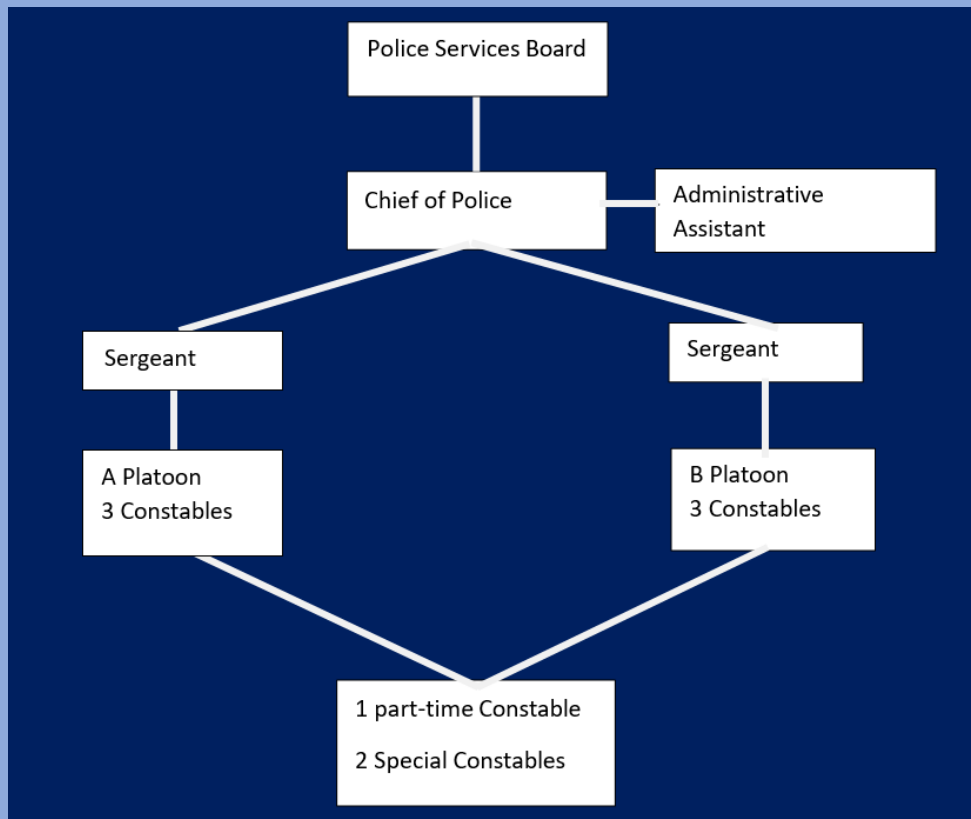 Police Services Board
Chief of Police
Administrative
Assistant
Sergeant
Sergeant
A Platoon
3 Constables
B Platoon
3 Constables
1 part-time Constable
2 Special Constables